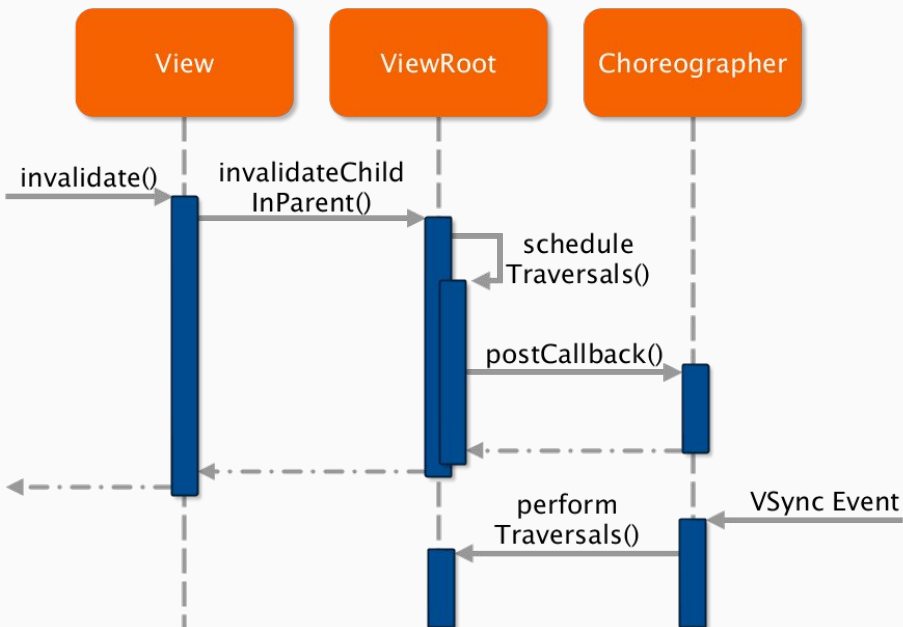 View
ViewRoot
Choreographer
invalidate()
invalidateChild
InParent()
schedule
Traversals()
postCallback()
VSync Event
perform
Traversals()